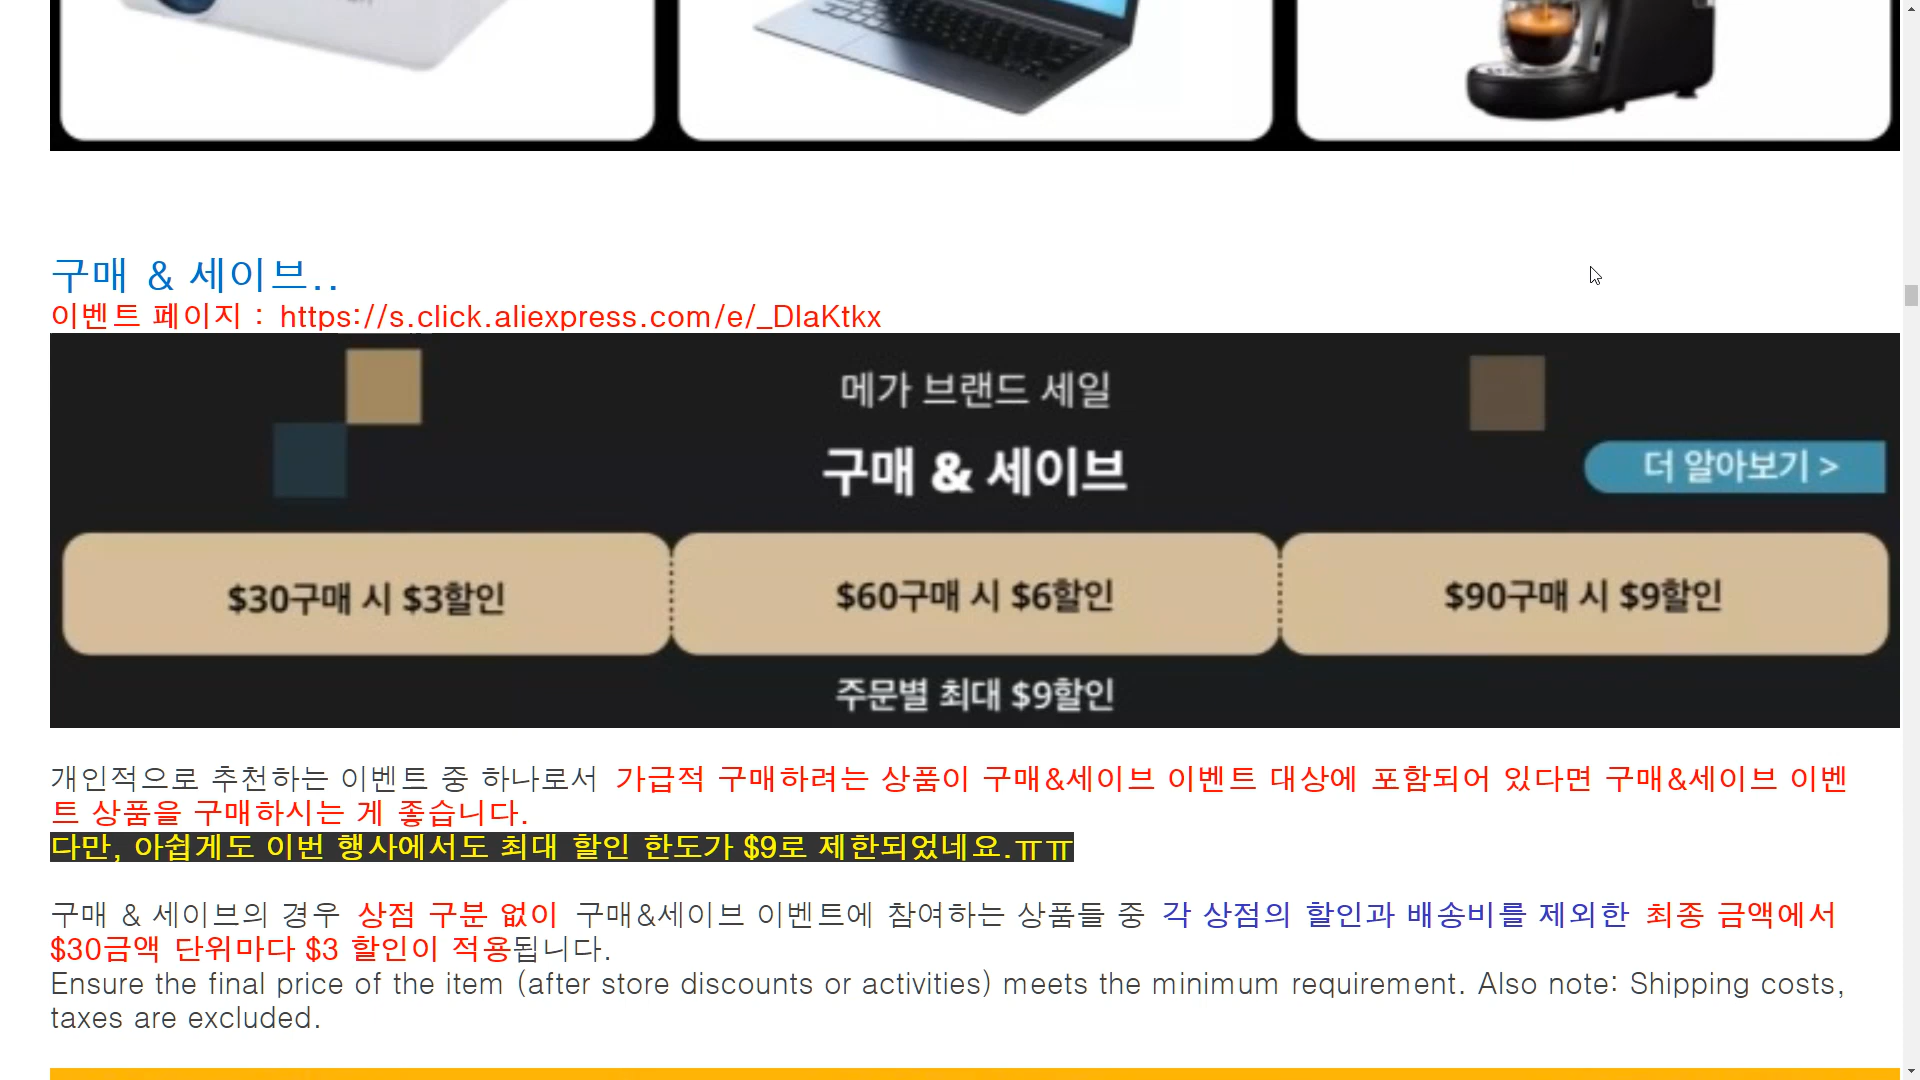 구매 & 세이브..
이벤트 페이지 : https://s.click.aliexpress.com/e/_DlaKtkx
메가 브랜드 세일
구매 & 세이브
더 알아보기 >
$30구매 시 $3할인
$60구매 시 $6할인
$90구매 시 $9할인
주문별 최대 $9할인
개인적으로 추천하는 이벤트 중 하나로서 가급적 구매하려는 상품이 구매&세이브 이벤트 대상에 포함되어 있다면 구매&세이브 이벤
트 상품을 구매하시는 게 좋습니다.
다만, 아쉽게도 이번 행사에서도 최대 할인 한도가 $9로 제한되었네요.ㅠㅠ
구매 & 세이브의 경우 상점 구분 없이 구매&세이브 이벤트에 참여하는 상품들 중 각 상점의 할인과 배송비를 제외한 최종 금액에서
$30금액 단위마다 $3 할인이 적용됩니다.
Ensure the final price of the item (after store discounts or activities) meets the minimum requirement. Also note: Shipping costs,
taxes are excluded.